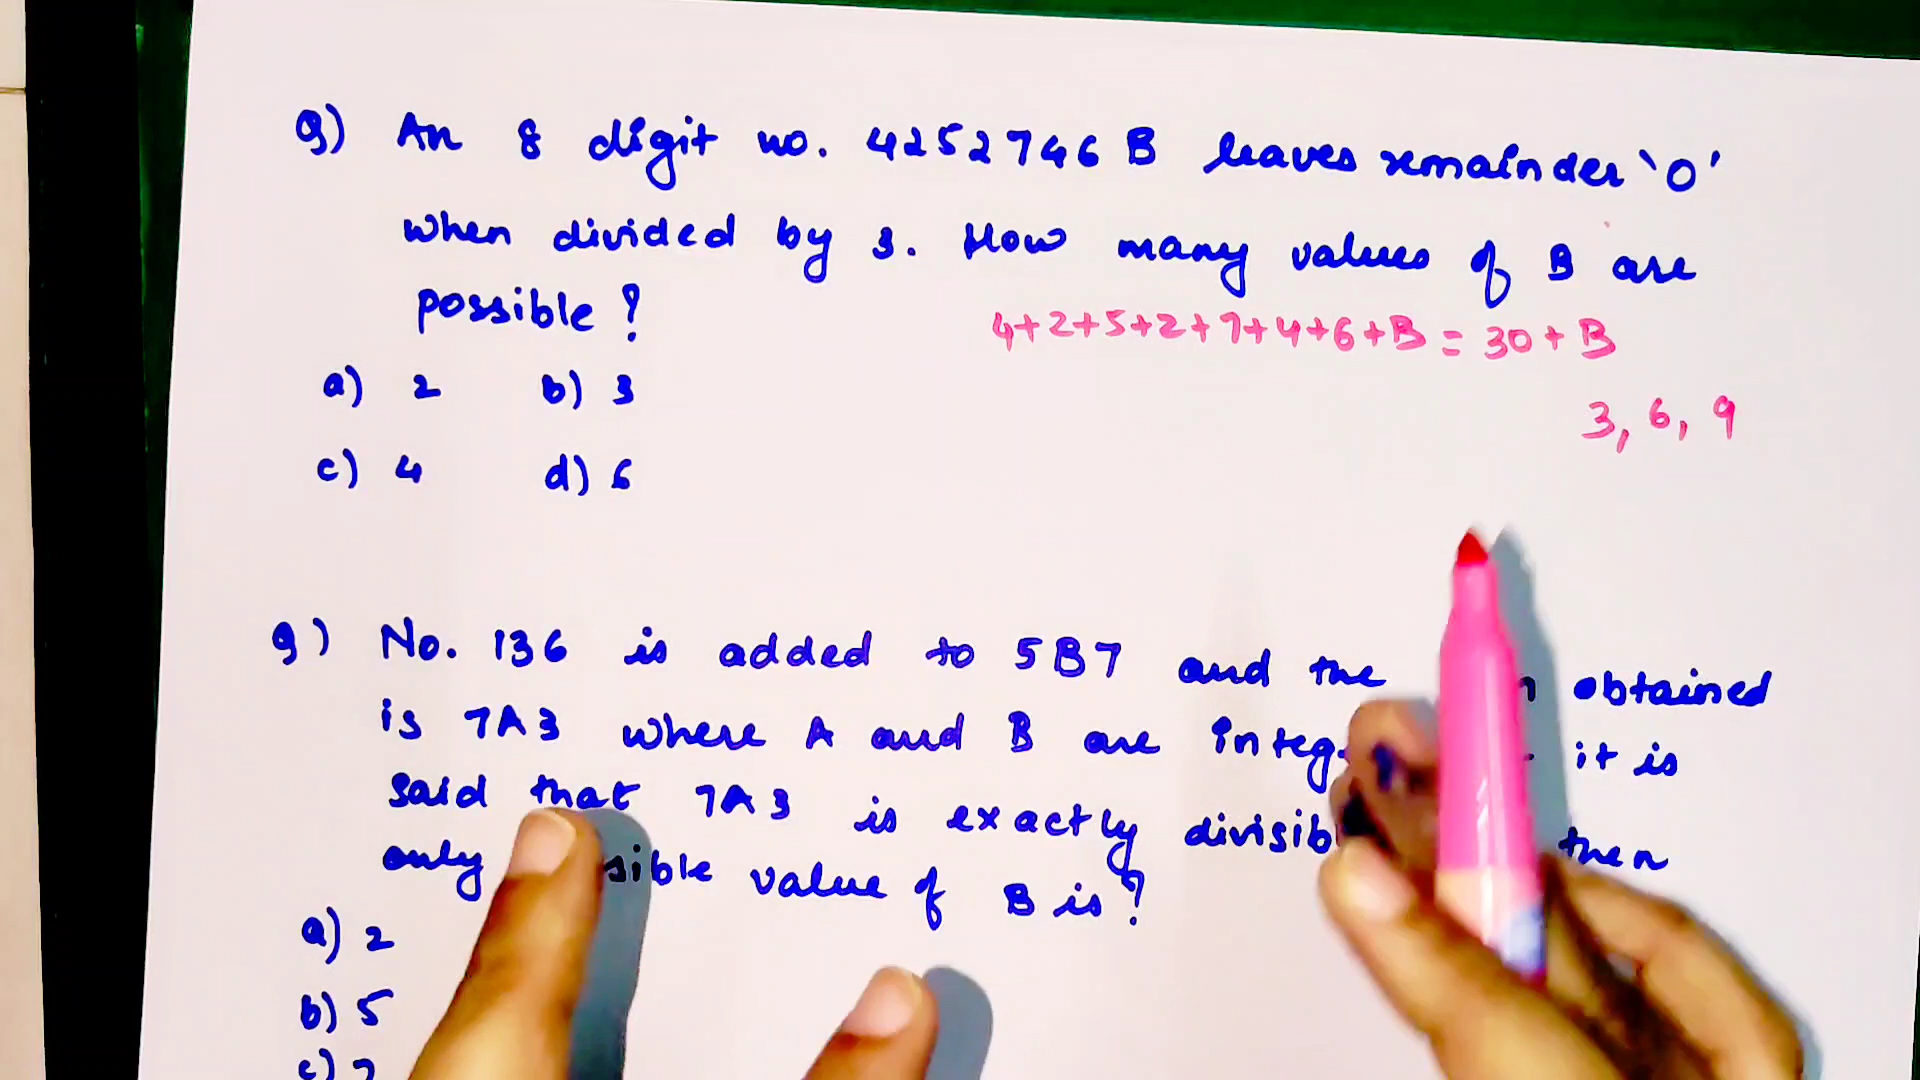 Q) An 8 digit no. 4252746B leaves remainder '0'
when divided by 3. How many values of B are
possible?
4+2+5+2+7+4+6+B = 30+B
3, 6, 9
a) 2 b) 3
c) 4 d) 6
Q) No. 136 is added to 5B7 and the obtained
is 7A3 where A and B are it is
said that 7A3 is exactly then
only value of B is?
a) 2
b) 5
c) 7